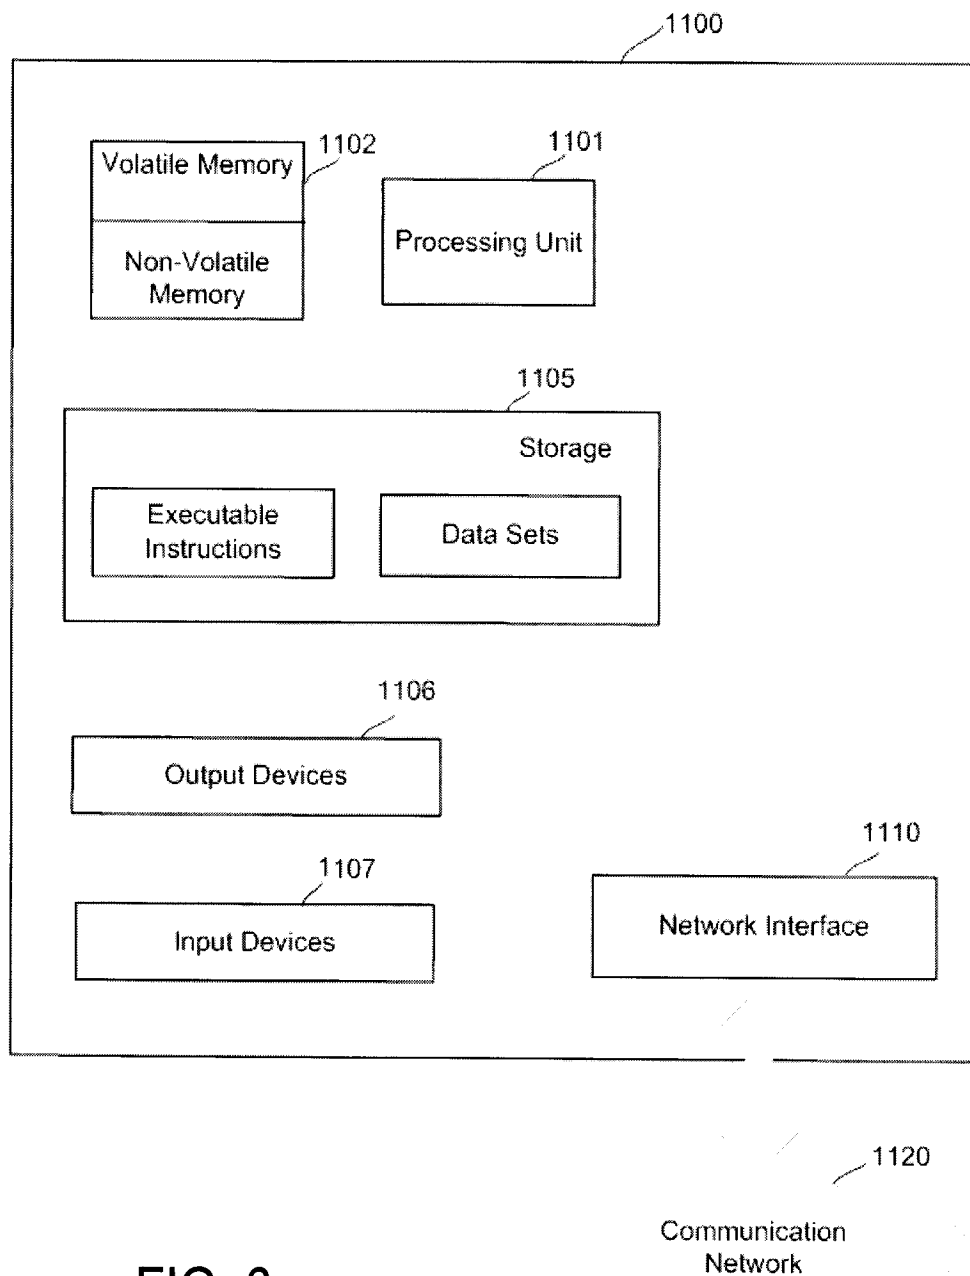 1100
1102
1101
Volatile Memory
Non-Volatile
Memory
Processing Unit
1105
Storage
Executable
Instructions
Data Sets
1106
Output Devices
1110
1107
Network Interface
Input Devices
1120
Communication
Network
FIG.